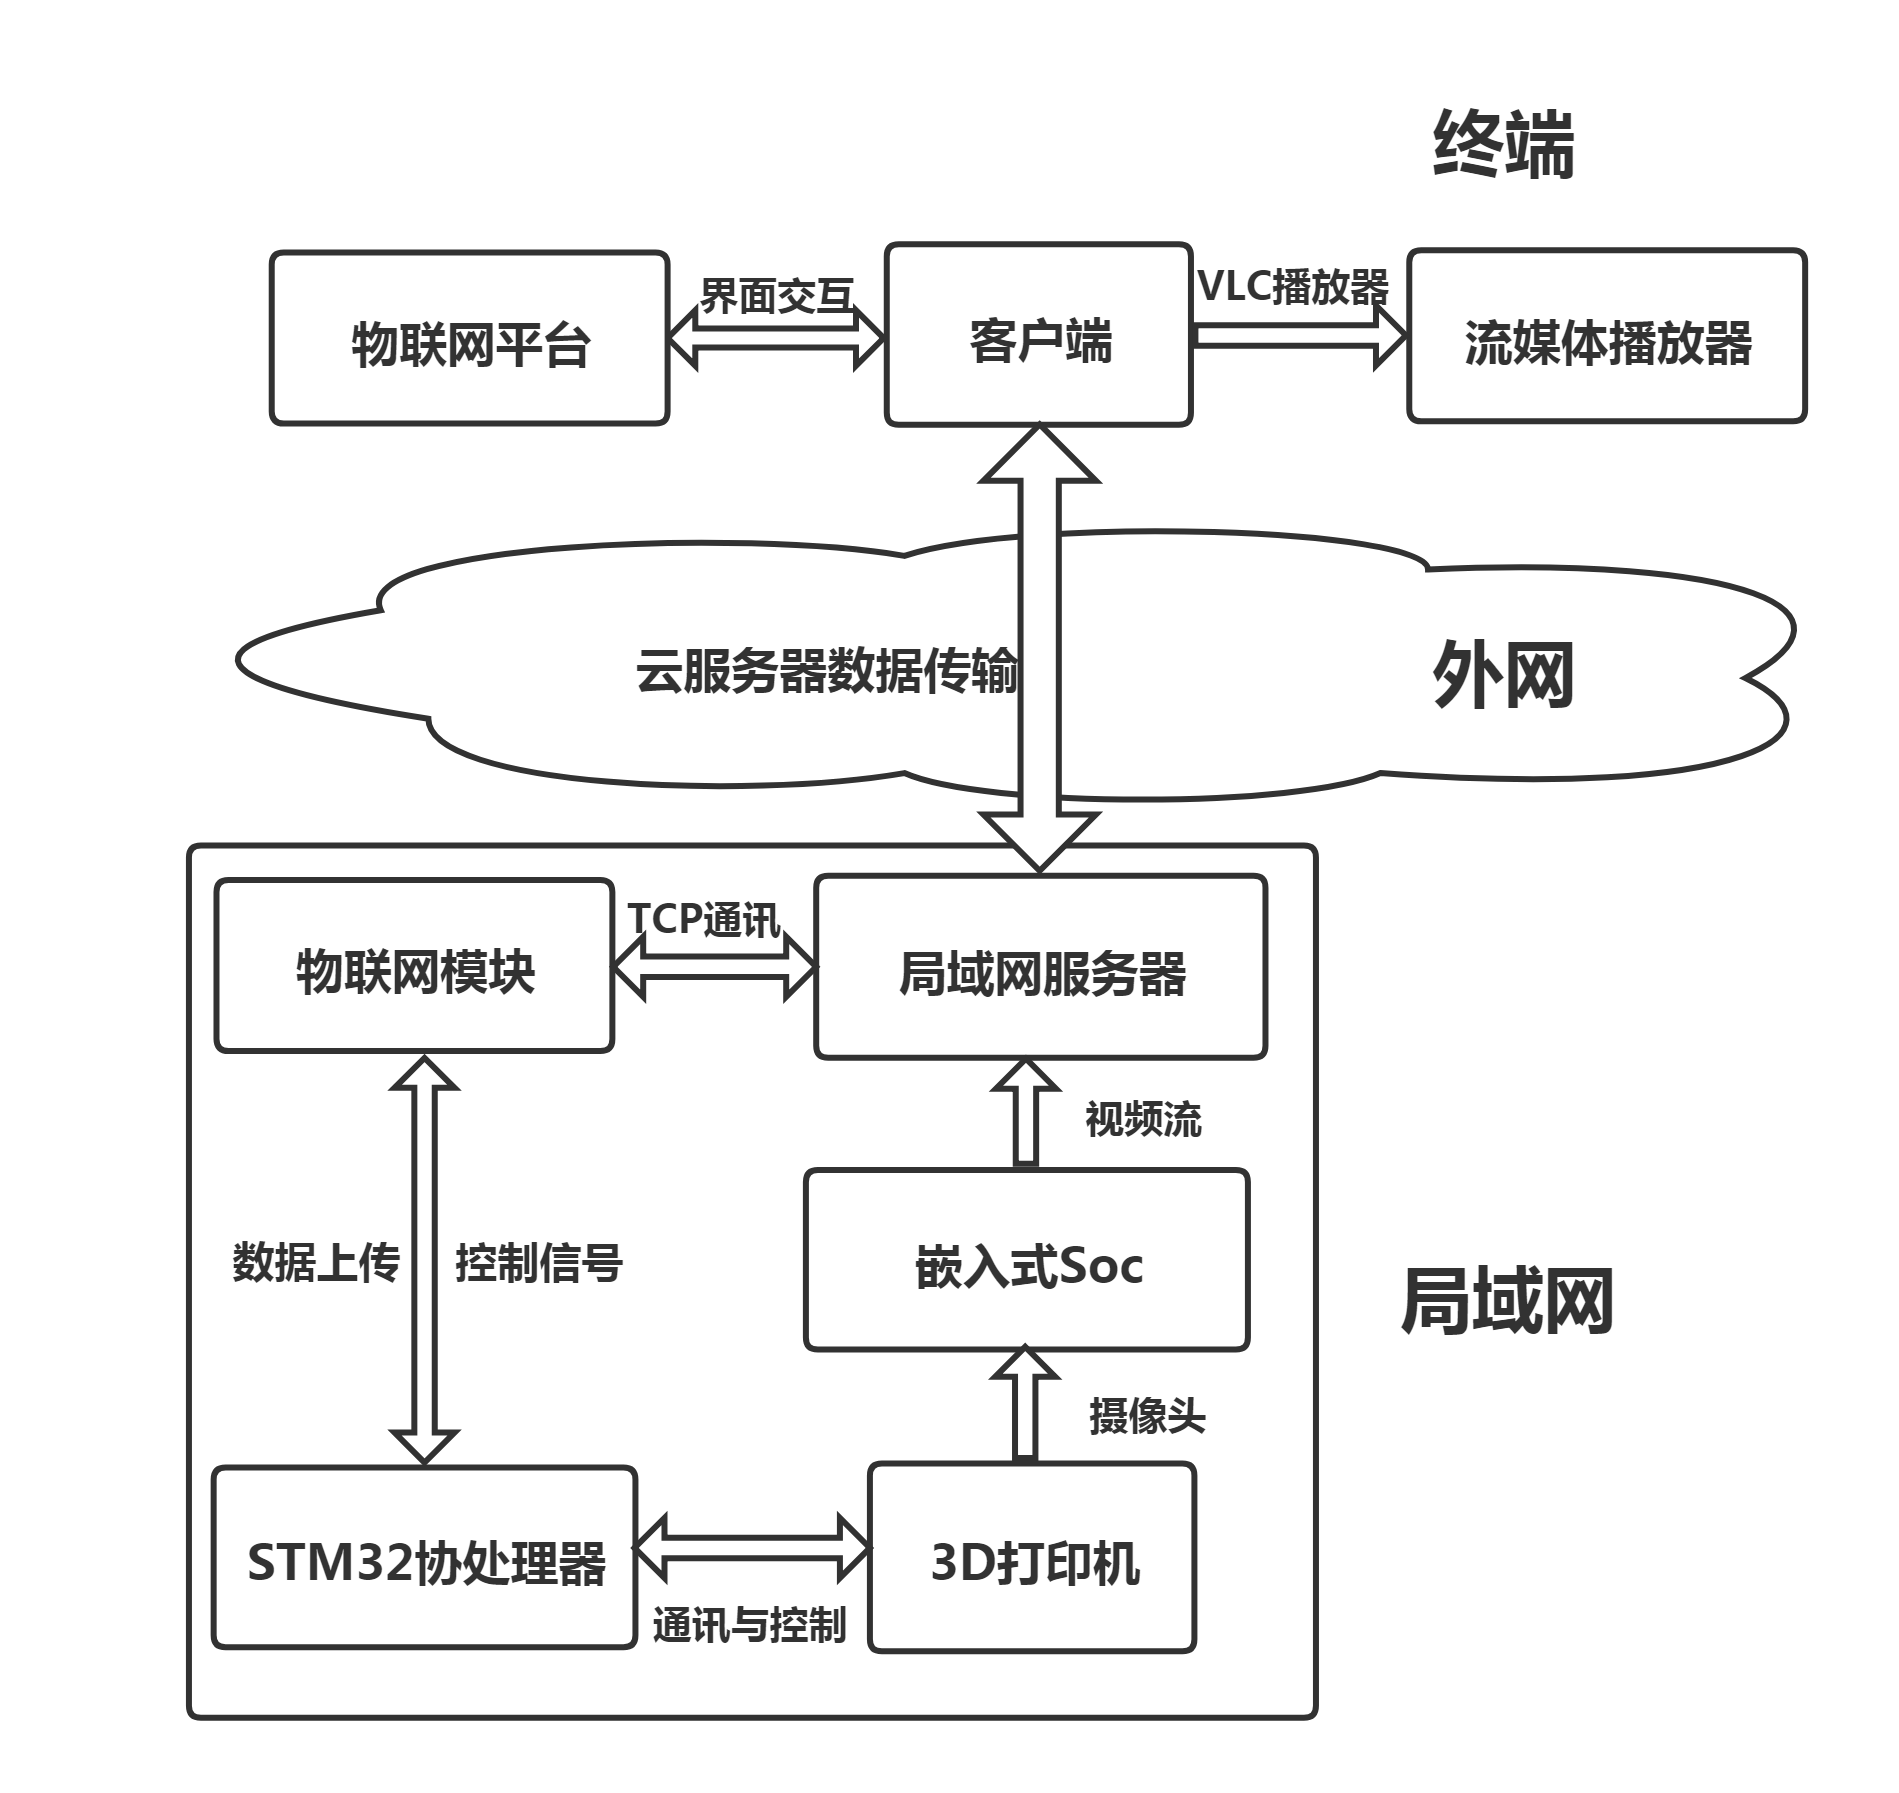 终端
物联网平台
界面交互
客户端
VLC播放器
流媒体播放器
云服务器数据传输
外网
物联网模块
TCP通讯
局域网服务器
视频流
数据上传
控制信号
嵌入式Soc
局域网
摄像头
STM32协处理器
通讯与控制
3D打印机